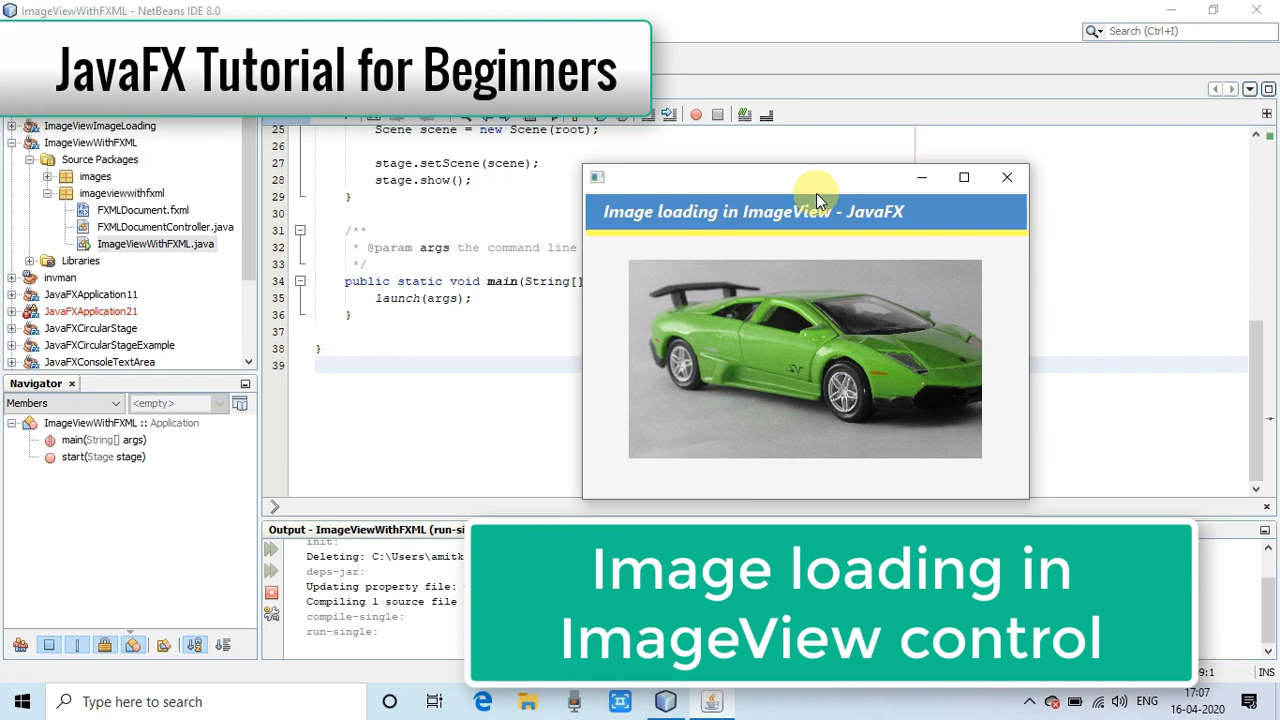 ImageViewWithFXML - NetBeans IDE 8.0
Search (Ctrl+I)
JavaFX Tutorial for Beginners
ImageViewImageLoading
ImageViewWithFXML
Source Packages
images
imageviewwithfxml
FXMLDocument.fxml
FXMLDocumentController.java
ImageViewWithFXML.java
Libraries
invman
JavaFXApplication11
JavaFXApplication21
JavaFXCircularStage
JavaFXCircularStageExample
JavaFXConsoleTextArea
Navigator x
Members
<empty>
ImageViewWithFXML :: Application
main(String[] args)
start(Stage stage)
25 Scene scene = new Scene(root);
26
27 stage.setScene(scene);
28 stage.show();
29 }
30
31 /**
32 * @param args the command line
33 */
34 public static void main(String[]
35 launch(args);
36 }
37
38 }
39
Image loading in ImageView - JavaFX
Output - ImageViewWithFXML (run-si
init:
Deleting: C:\Users\amitk
deps-jar:
Updating property file:
Compiling 1 source file
compile-single:
run-single:
Image loading in
ImageView control
9:1
INS
Type here to search
ENG
17:07
16-04-2020